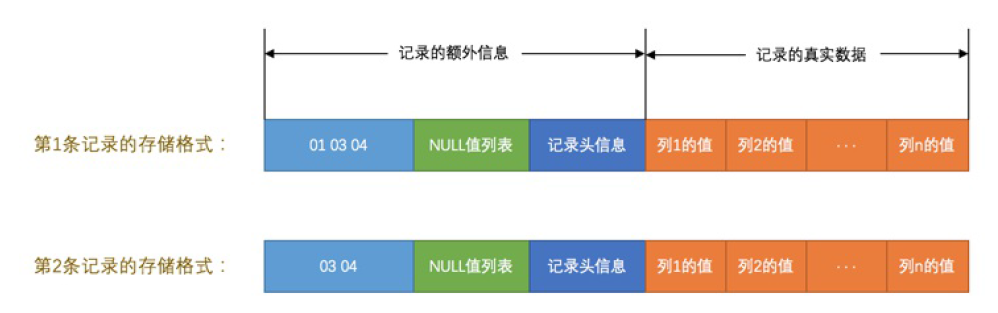 记录的额外信息 记录的真实数据
第1条记录的存储格式： 01 03 04 NULL值列表 记录头信息 列1的值 列2的值 ... 列n的值
第2条记录的存储格式： 03 04 NULL值列表 记录头信息 列1的值 列2的值 ... 列n的值